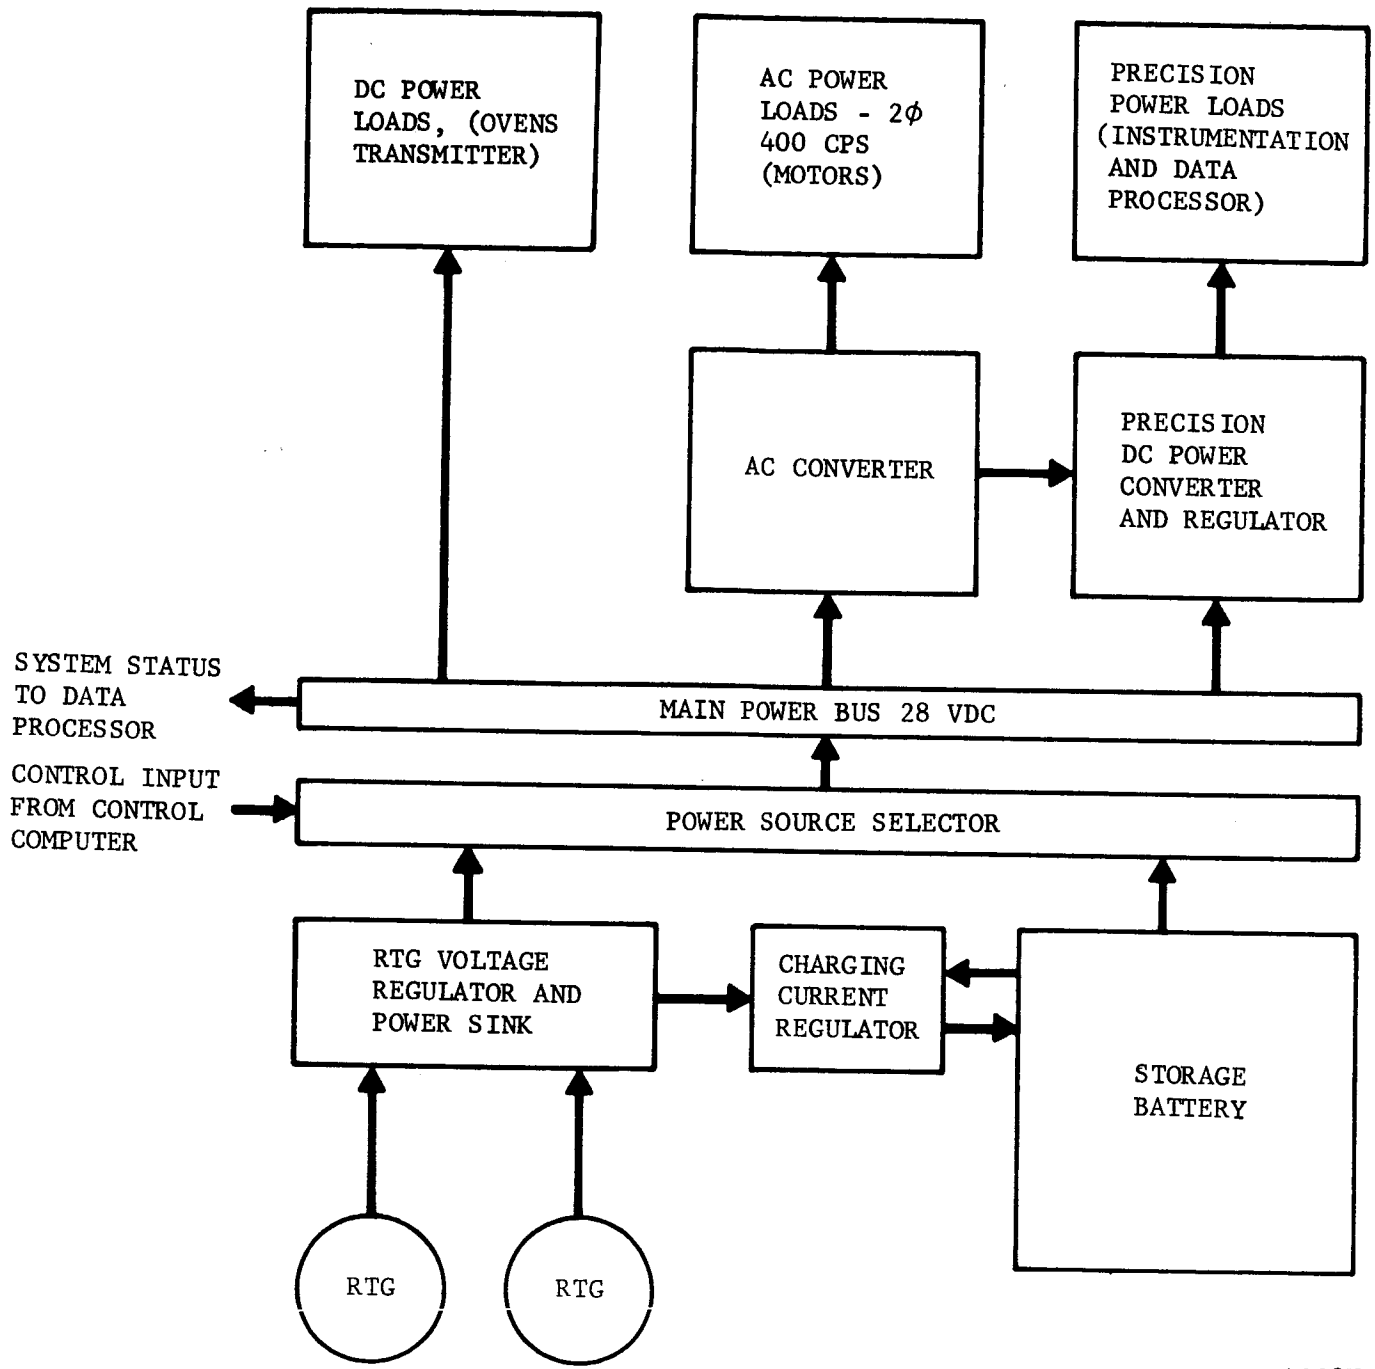 DC POWER
LOADS, (OVENS
TRANSMITTER)
AC POWER
LOADS - 2ϕ
400 CPS
(MOTORS)
PRECISION
POWER LOADS
(INSTRUMENTATION
AND DATA
PROCESSOR)
AC CONVERTER
PRECISION
DC POWER
CONVERTER
AND REGULATOR
SYSTEM STATUS
TO DATA
PROCESSOR
MAIN POWER BUS 28 VDC
CONTROL INPUT
FROM CONTROL
COMPUTER
POWER SOURCE SELECTOR
RTG VOLTAGE
REGULATOR AND
POWER SINK
CHARGING
CURRENT
REGULATOR
STORAGE
BATTERY
RTG
RTG